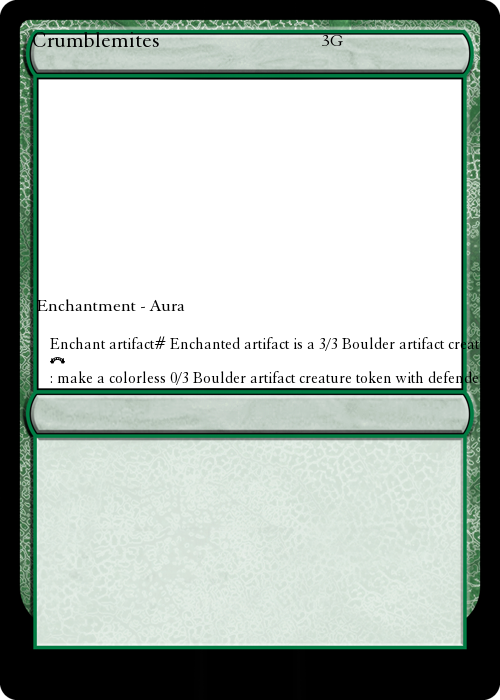 Crumblemites 3G
Enchantment - Aura
Enchant artifact# Enchanted artifact is a 3/3 Boulder artifact creat
: make a colorless 0/3 Boulder artifact creature token with defende